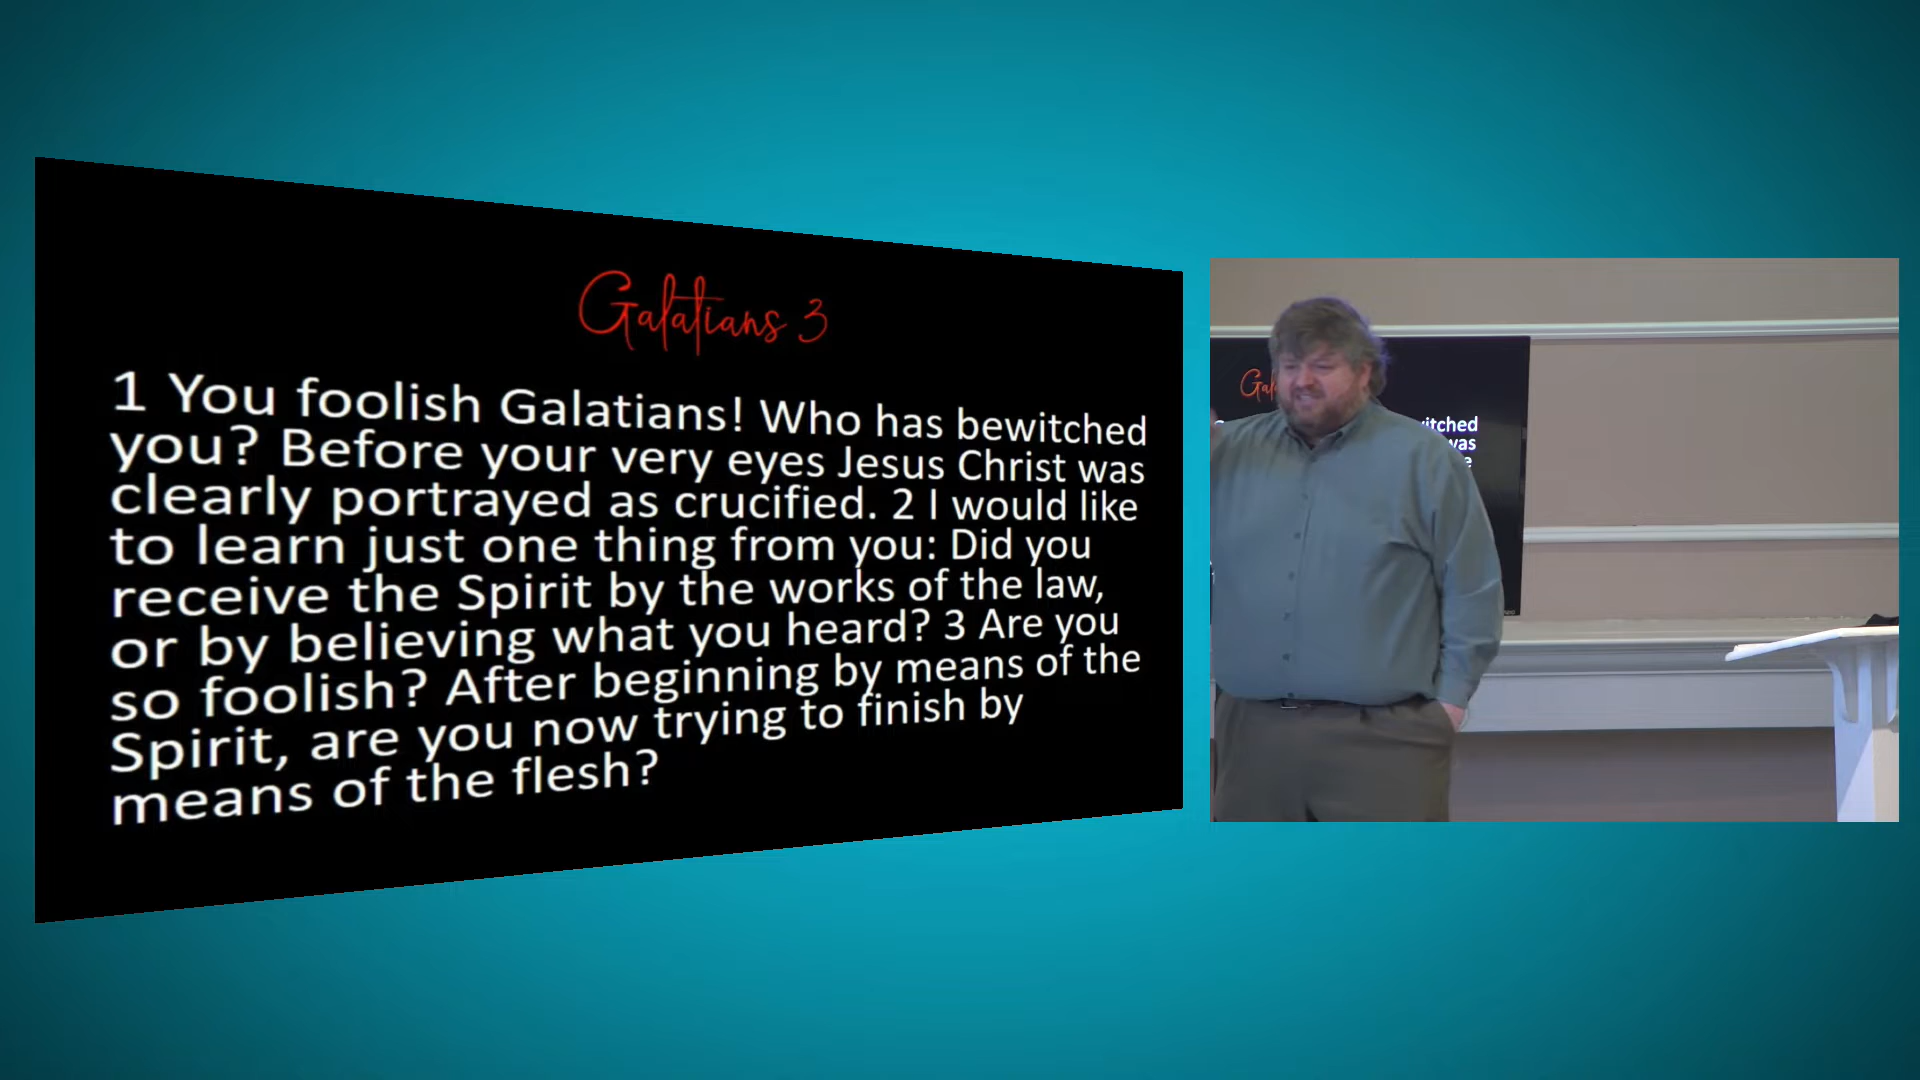 Galatians 3
1 You foolish Galatians! Who has bewitched
you? Before your very eyes Jesus Christ was
clearly portrayed as crucified. 2 I would like
to learn just one thing from you: Did you
receive the Spirit by the works of the law,
or by believing what you heard? 3 Are you
so foolish? After beginning by means of the
Spirit, are you now trying to finish by
means of the flesh?
Gal
itched
was
e